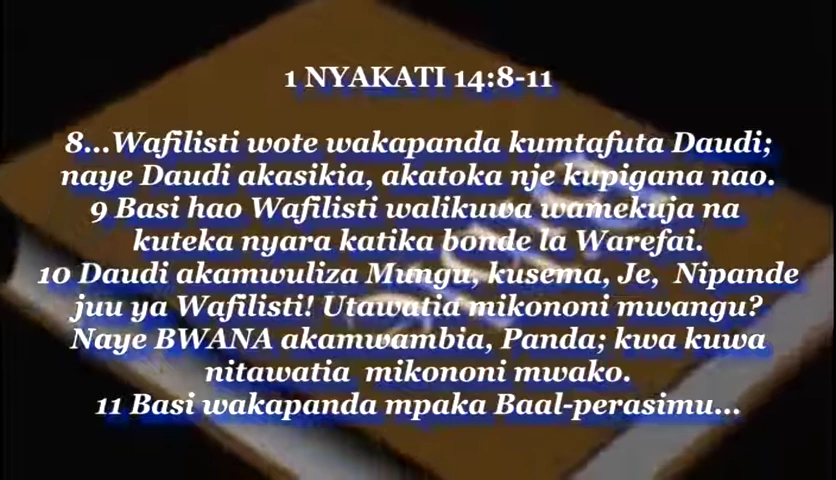 1 NYAKATI 14:8-11
8...Wafilisti wote wakapanda kumtafuta Daudi;
naye Daudi akasikia, akatoka nje kupigana nao.
9 Basi hao Wafilisti walikuwa wamekuja na
kuteka nyara katika bonde la Warefai.
10 Daudi akamwuliza Mungu, kusema, Je, Nipande
juu ya Wafilisti! Utawatia mikononi mwangu?
Naye BWANA akamwambia, Panda; kwa kuwa
nitawatia mikononi mwako.
11 Basi wakapanda mpaka Baal-perasimu...